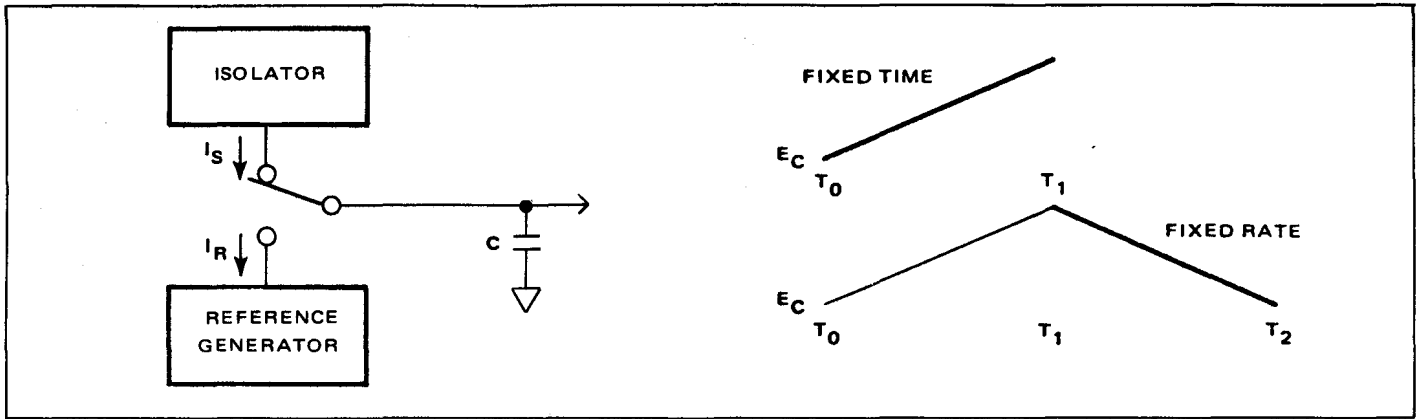 ISOLATOR
I_S
I_R
C
REFERENCE
GENERATOR
FIXED TIME
E_C
T_0
T_1
FIXED RATE
E_C
T_0
T_1
T_2